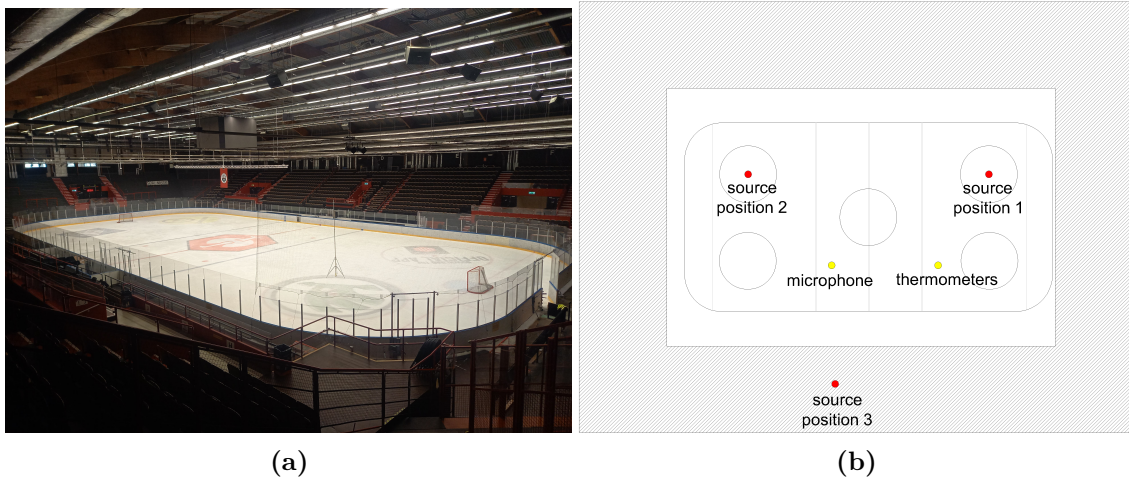 source
position 2
source
position 1
microphone
thermometers
source
position 3
(a)
(b)